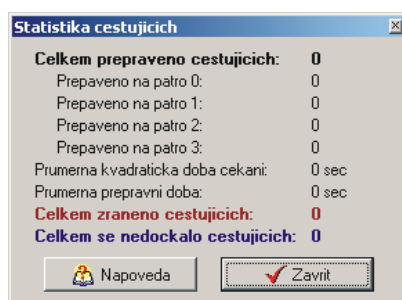 Statistika cestujicich
Celkem prepraveno cestujicich: 0
Prepaveno na patro 0: 0
Prepaveno na patro 1: 0
Prepaveno na patro 2: 0
Prepaveno na patro 3: 0
Prumerna kvadraticka doba cekani: 0 sec
Prumerna prepravni doba: 0 sec
Celkem zraneno cestujicich: 0
Celkem se nedockalo cestujicich: 0
Napoveda Zavrit